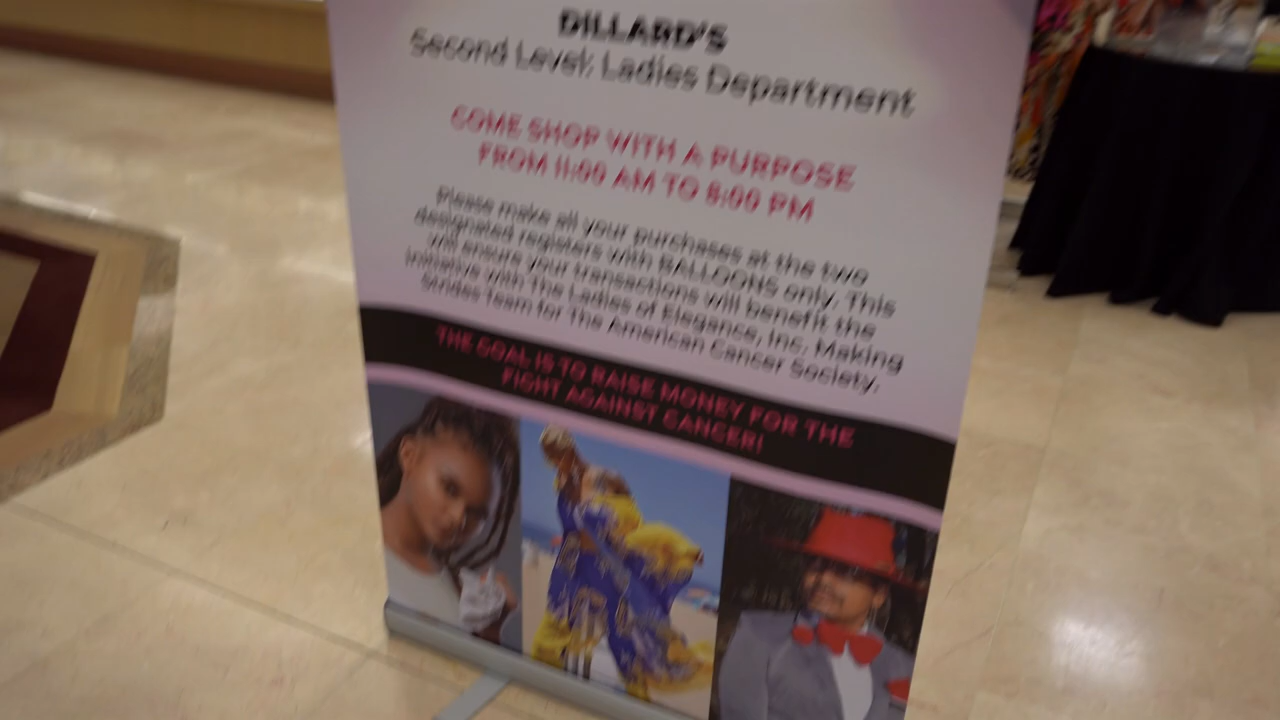 DILLARD'S
Second Level: Ladies Department
COME SHOP WITH A PURPOSE
FROM 11:00 AM TO 8:00 PM
Please make all your purchases at the two
designated registers with BALLOONS only. This
will ensure your transactions will benefit the
initiative with The Ladies of Elegance, Inc. Making
Strides Team for The American Cancer Society.
THE GOAL IS TO RAISE MONEY FOR THE
FIGHT AGAINST CANCER!